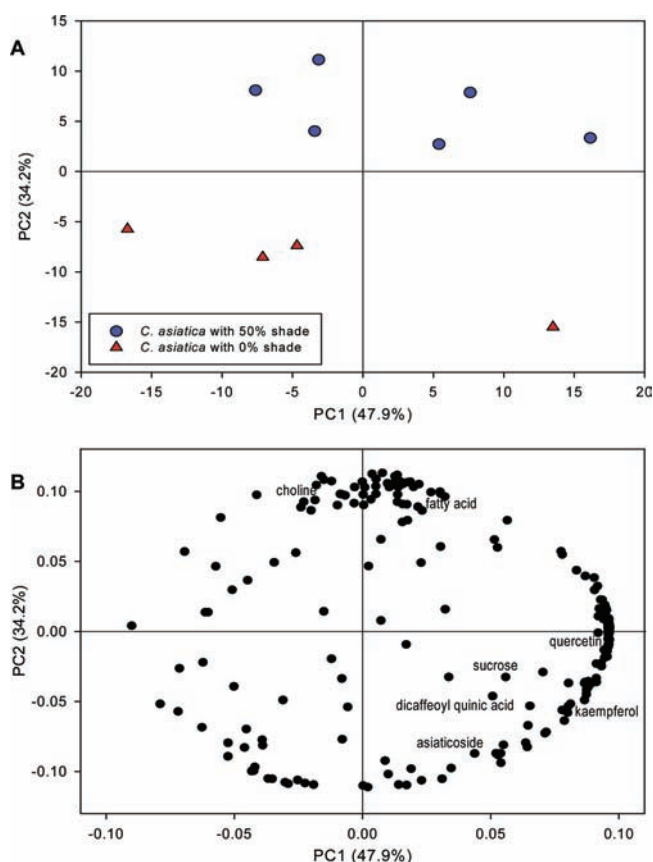 A
15
10
5
0
-5
-10
-15
-20
PC2 (34.2%)
C. asiatica with 50% shade
C. asiatica with 0% shade
-20 -15 -10 -5 0 5 10 15 20
PC1 (47.9%)
B
0.10
0.05
0.00
-0.05
-0.10
PC2 (34.2%)
choline
fatty acid
quercetin
sucrose
dicaffeoyl quinic acid
kaempferol
asiaticoside
-0.10 -0.05 0.00 0.05 0.10
PC1 (47.9%)